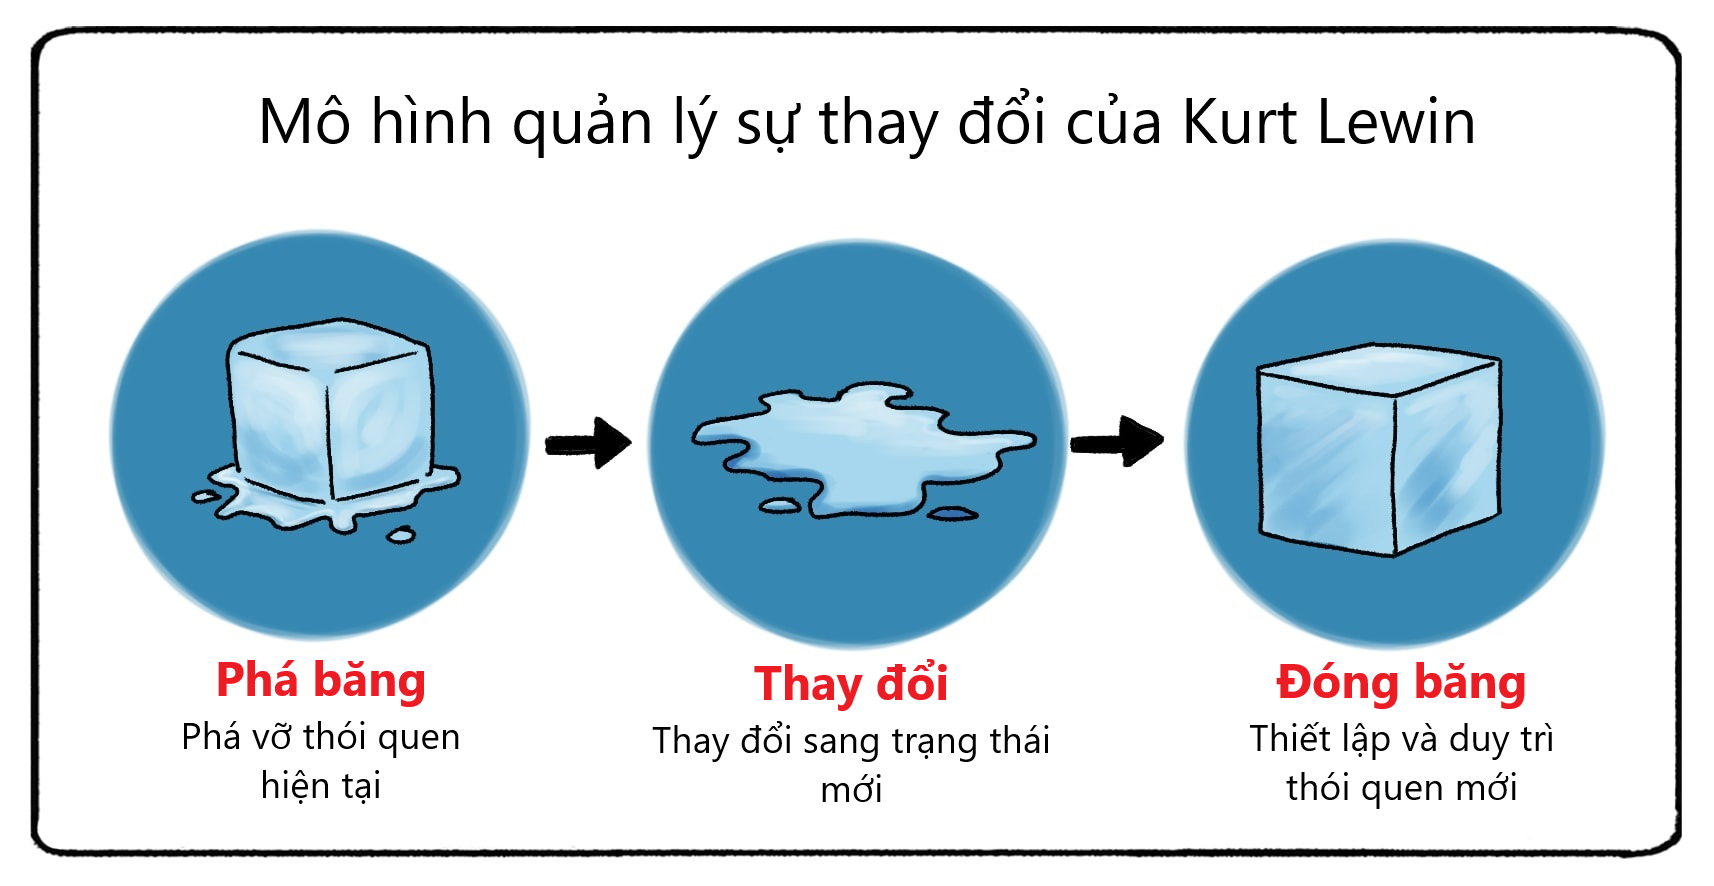 Mô hình quản lý sự thay đổi của Kurt Lewin
Phá băng
Phá vỡ thói quen
hiện tại
Thay đổi
Thay đổi sang trạng thái
mới
Đóng băng
Thiết lập và duy trì
thói quen mới